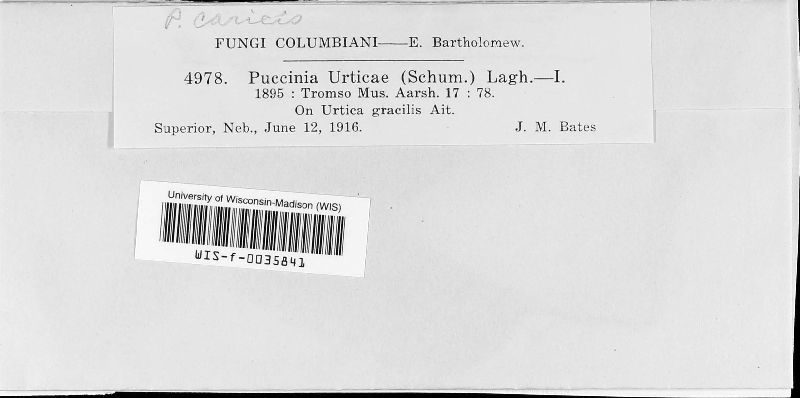 P. caricis
FUNGI COLUMBIANI—E. Bartholomew.
4978. Puccinia Urticae (Schum.) Lagh.—I.
1895 : Tromso Mus. Aarsh. 17 : 78.
On Urtica gracilis Ait.
Superior, Neb., June 12, 1916. J. M. Bates
University of Wisconsin-Madison (WIS)
WIS-f-0035841